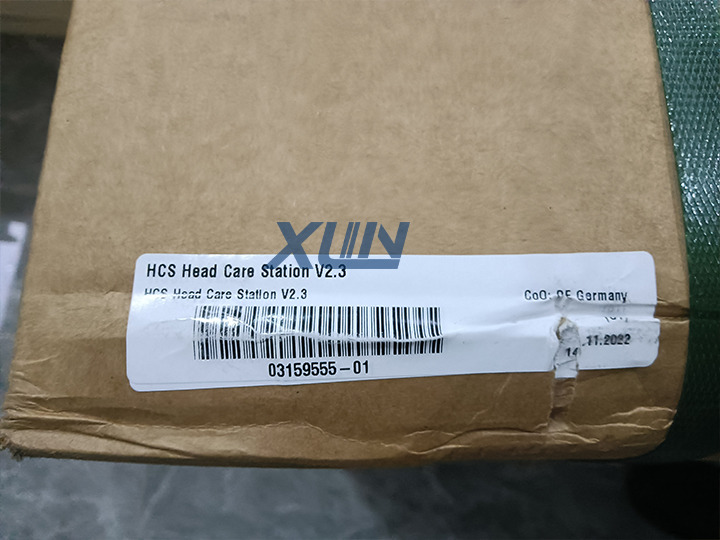 XUN
HCS Head Care Station V2.3
HCS Head Care Station V2.3
CoO: DE Germany
14.11.2022
03159555-01